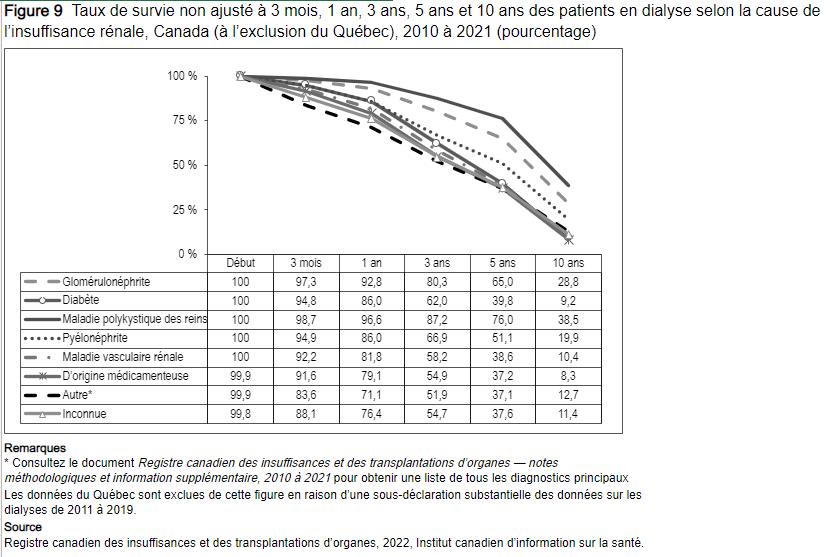 Figure 9 Taux de survie non ajusté à 3 mois, 1 an, 3 ans, 5 ans et 10 ans des patients en dialyse selon la cause de
l’insuffisance rénale, Canada (à l’exclusion du Québec), 2010 à 2021 (pourcentage)
100 %
75 %
50 %
25 %
0 %
Début 3 mois 1 an 3 ans 5 ans 10 ans
Glomérulonéphrite 100 97,3 92,8 80,3 65,0 28,8
Diabète 100 94,8 86,0 62,0 39,8 9,2
Maladie polykystique des reins 100 98,7 96,6 87,2 76,0 38,5
Pyélonéphrite 100 94,9 86,0 66,9 51,1 19,9
Maladie vasculaire rénale 100 92,2 81,8 58,2 38,6 10,4
D’origine médicamenteuse 99,9 91,6 79,1 54,9 37,2 8,3
Autre* 99,9 83,6 71,1 51,9 37,1 12,7
Inconnue 99,8 88,1 76,4 54,7 37,6 11,4
Remarques
* Consultez le document Registre canadien des insuffisances et des transplantations d’organes — notes
méthodologiques et information supplémentaire, 2010 à 2021 pour obtenir une liste de tous les diagnostics principaux
Les données du Québec sont exclues de cette figure en raison d’une sous-déclaration substantielle des données sur les
dialyses de 2011 à 2019.
Source
Registre canadien des insuffisances et des transplantations d’organes, 2022, Institut canadien d’information sur la santé.